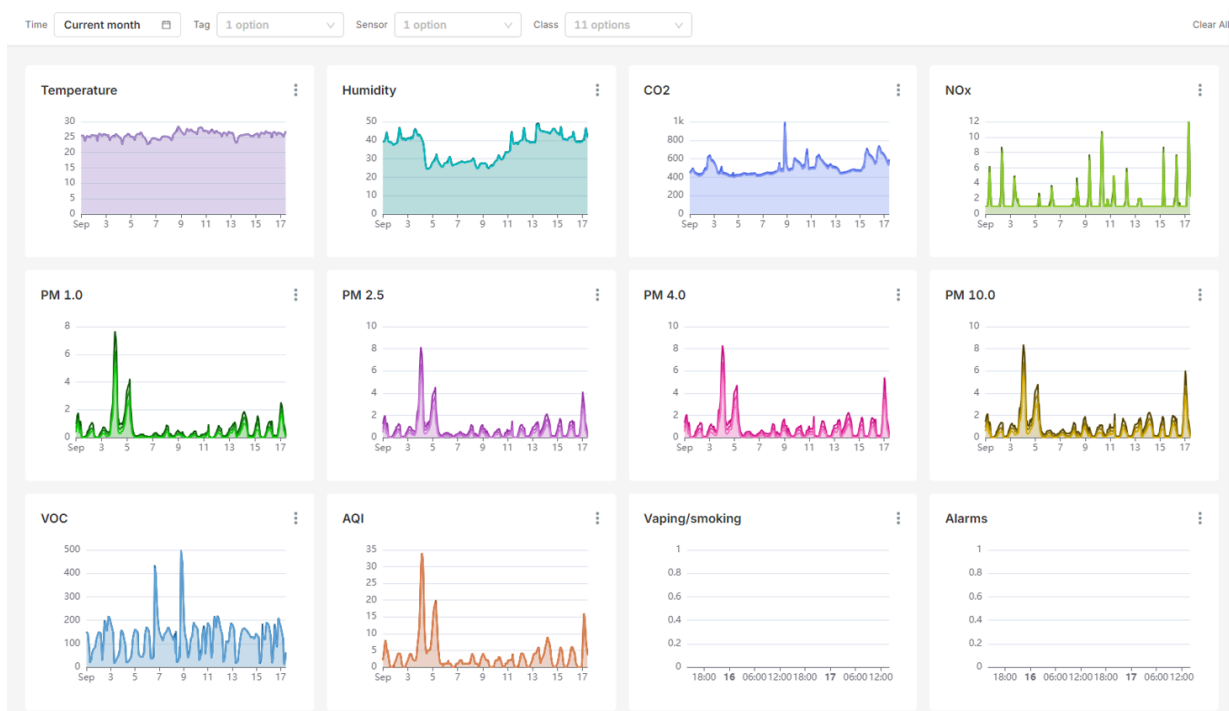 Time Current month Tag 1 option Sensor 1 option Class 11 options Clear All
Temperature
30
25
20
15
10
5
0
Sep 3 5 7 9 11 13 15 17
Humidity
50
40
30
20
10
0
Sep 3 5 7 9 11 13 15 17
CO2
1k
800
600
400
200
0
Sep 3 5 7 9 11 13 15 17
NOx
12
10
8
6
4
2
0
Sep 3 5 7 9 11 13 15 17
PM 1.0
8
6
4
2
0
Sep 3 5 7 9 11 13 15 17
PM 2.5
10
8
6
4
2
0
Sep 3 5 7 9 11 13 15 17
PM 4.0
10
8
6
4
2
0
Sep 3 5 7 9 11 13 15 17
PM 10.0
10
8
6
4
2
0
Sep 3 5 7 9 11 13 15 17
VOC
500
400
300
200
100
0
Sep 3 5 7 9 11 13 15 17
AQI
35
30
25
20
15
10
5
0
Sep 3 5 7 9 11 13 15 17
Vaping/smoking
1
0.8
0.6
0.4
0.2
0
18:00 16 06:00 12:00 18:00 17 06:00 12:00
Alarms
1
0.8
0.6
0.4
0.2
0
18:00 16 06:00 12:00 18:00 17 06:00 12:00